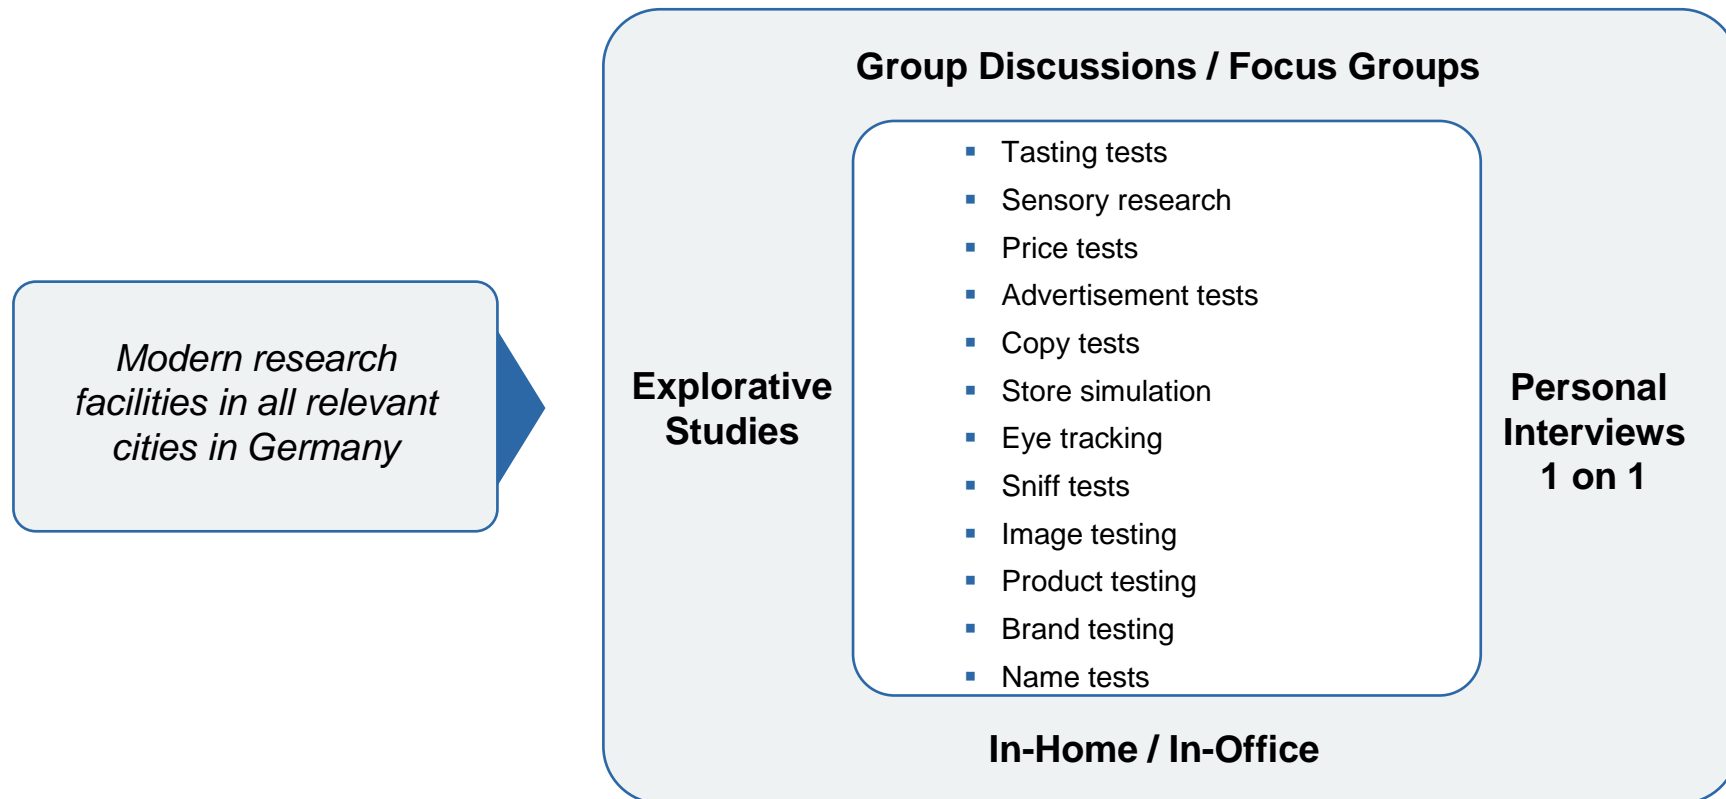 Group Discussions / Focus Groups
Modern research
facilities in all relevant
cities in Germany
Explorative
Studies
Tasting tests
Sensory research
Price tests
Advertisement tests
Copy tests
Store simulation
Eye tracking
Sniff tests
Image testing
Product testing
Brand testing
Name tests
Personal
Interviews
1 on 1
In-Home / In-Office